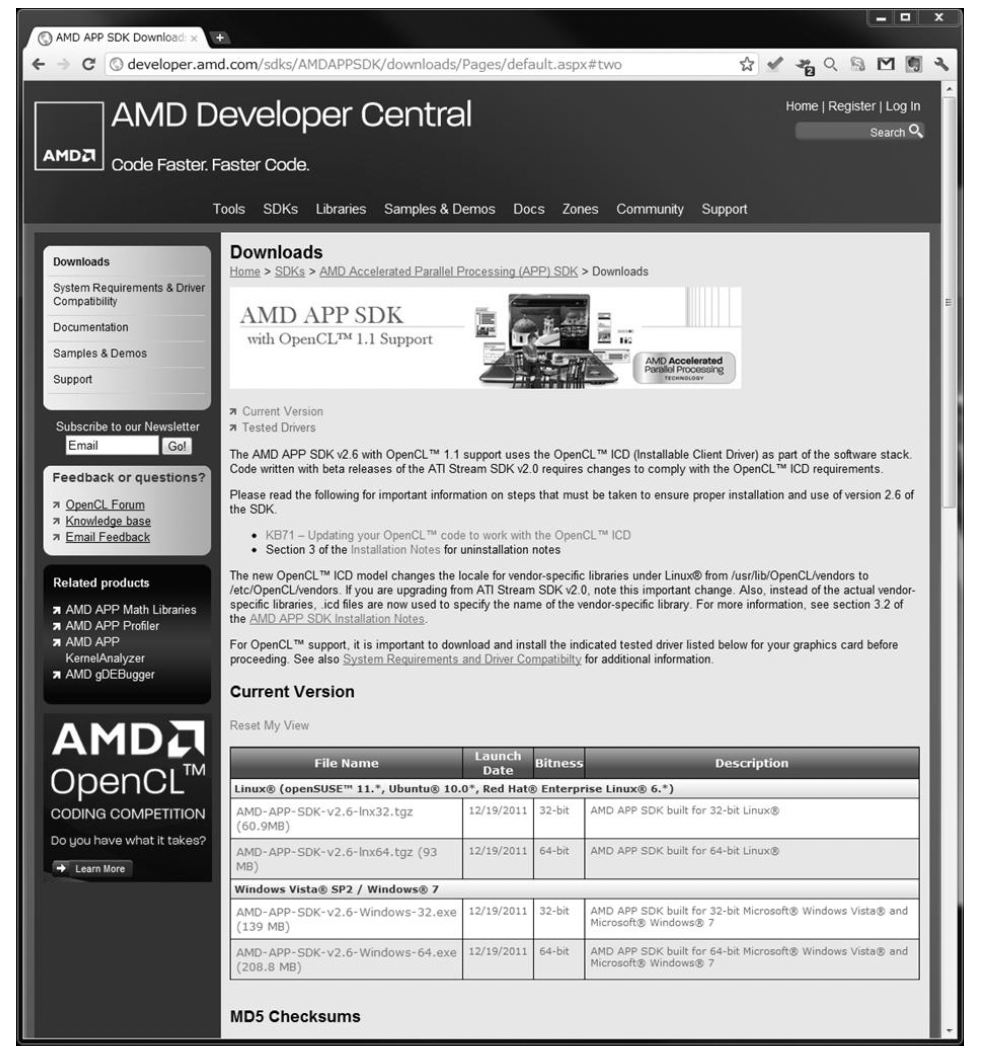 AMD APP SDK Download: ×
developer.amd.com/sdks/AMDAPPSDK/downloads/Pages/default.aspx#two
2
AMD
AMD Developer Central
Code Faster. Faster Code.
Home | Register | Log In
Search
Tools SDKs Libraries Samples & Demos Docs Zones Community Support
Downloads
System Requirements & Driver
Compatibility
Documentation
Samples & Demos
Support
Subscribe to our Newsletter
Email Go!
Feedback or questions?
OpenCL Forum
Knowledge base
Email Feedback
Related products
AMD APP Math Libraries
AMD APP Profiler
AMD APP
KernelAnalyzer
AMD gDEBugger
AMD
OpenCL™
CODING COMPETITION
Do you have what it takes?
Learn More
Downloads
Home > SDKs > AMD Accelerated Parallel Processing (APP) SDK > Downloads
AMD APP SDK
with OpenCL™ 1.1 Support
AMD Accelerated
Parallel Processing
TECHNOLOGY
Current Version
Tested Drivers
The AMD APP SDK v2.6 with OpenCL™ 1.1 support uses the OpenCL™ ICD (Installable Client Driver) as part of the software stack.
Code written with beta releases of the ATI Stream SDK v2.0 requires changes to comply with the OpenCL™ ICD requirements.
Please read the following for important information on steps that must be taken to ensure proper installation and use of version 2.6 of
the SDK.
• KB71 – Updating your OpenCL™ code to work with the OpenCL™ ICD
• Section 3 of the Installation Notes for uninstallation notes
The new OpenCL™ ICD model changes the locale for vendor-specific libraries under Linux® from /usr/lib/OpenCL/vendors to
/etc/OpenCL/vendors. If you are upgrading from ATI Stream SDK v2.0, note this important change. Also, instead of the actual vendor-
specific libraries, .icd files are now used to specify the name of the vendor-specific library. For more information, see section 3.2 of
the AMD APP SDK Installation Notes.
For OpenCL™ support, it is important to download and install the indicated tested driver listed below for your graphics card before
proceeding. See also System Requirements and Driver Compatibilty for additional information.
Current Version
Reset My View
File Name Launch Date Bitness Description
Linux® (openSUSE™ 11.*, Ubuntu® 10.0*, Red Hat® Enterprise Linux® 6.*)
AMD-APP-SDK-v2.6-lnx32.tgz 12/19/2011 32-bit AMD APP SDK built for 32-bit Linux®
(60.9MB)
AMD-APP-SDK-v2.6-lnx64.tgz (93 12/19/2011 64-bit AMD APP SDK built for 64-bit Linux®
MB)
Windows Vista® SP2 / Windows® 7
AMD-APP-SDK-v2.6-Windows-32.exe 12/19/2011 32-bit AMD APP SDK built for 32-bit Microsoft® Windows Vista® and
(139 MB) Microsoft® Windows® 7
AMD-APP-SDK-v2.6-Windows-64.exe 12/19/2011 64-bit AMD APP SDK built for 64-bit Microsoft® Windows Vista® and
(208.8 MB) Microsoft® Windows® 7
MD5 Checksums